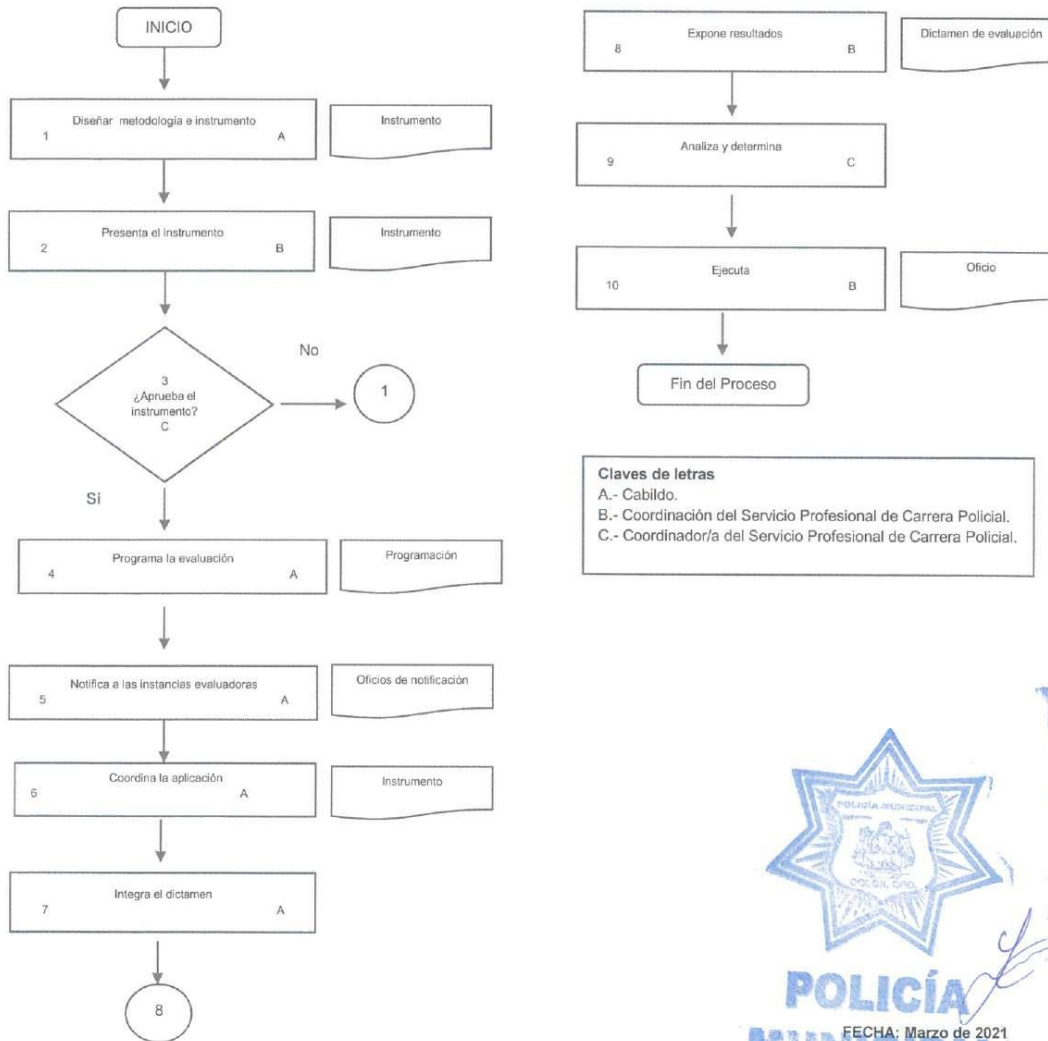 INICIO
Diseñar metodología e instrumento
1 A
Instrumento
Presenta el instrumento
2 B
Instrumento
3
¿Aprueba el
instrumento?
C
No
1
Sí
Programa la evaluación
4 A
Programación
Notifica a las instancias evaluadoras
5 A
Oficios de notificación
Coordina la aplicación
6 A
Instrumento
Integra el dictamen
7 A
8
Expone resultados
8 B
Dictamen de evaluación
Analiza y determina
9 C
Ejecuta
10 B
Oficio
Fin del Proceso
Claves de letras
A.- Cabildo.
B.- Coordinación del Servicio Profesional de Carrera Policial.
C.- Coordinador/a del Servicio Profesional de Carrera Policial.
POLICÍA MUNICIPAL
COLÓN, QRO.
POLICÍA
MUNICIPAL
FECHA: Marzo de 2021